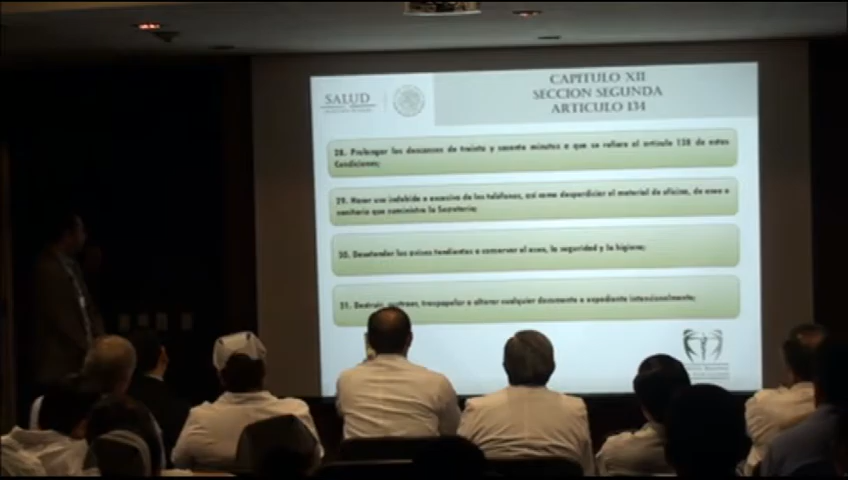 SALUD
CAPITULO XII
SECCION SEGUNDA
ARTICULO 134
28. Prolongar los descansos de treinta y sesenta minutos a que se refiere el artículo 138 de estas
Condiciones;
29. Hacer uso indebido o excesivo de los teléfonos, así como desperdiciar el material de oficina, de aseo o
sanitario que suministra la Secretaría;
30. Desatender los avisos tendientes a conservar el aseo, la seguridad y la higiene;
31. Destruir, sustraer, traspapelar o alterar cualquier documento o expediente intencionalmente;